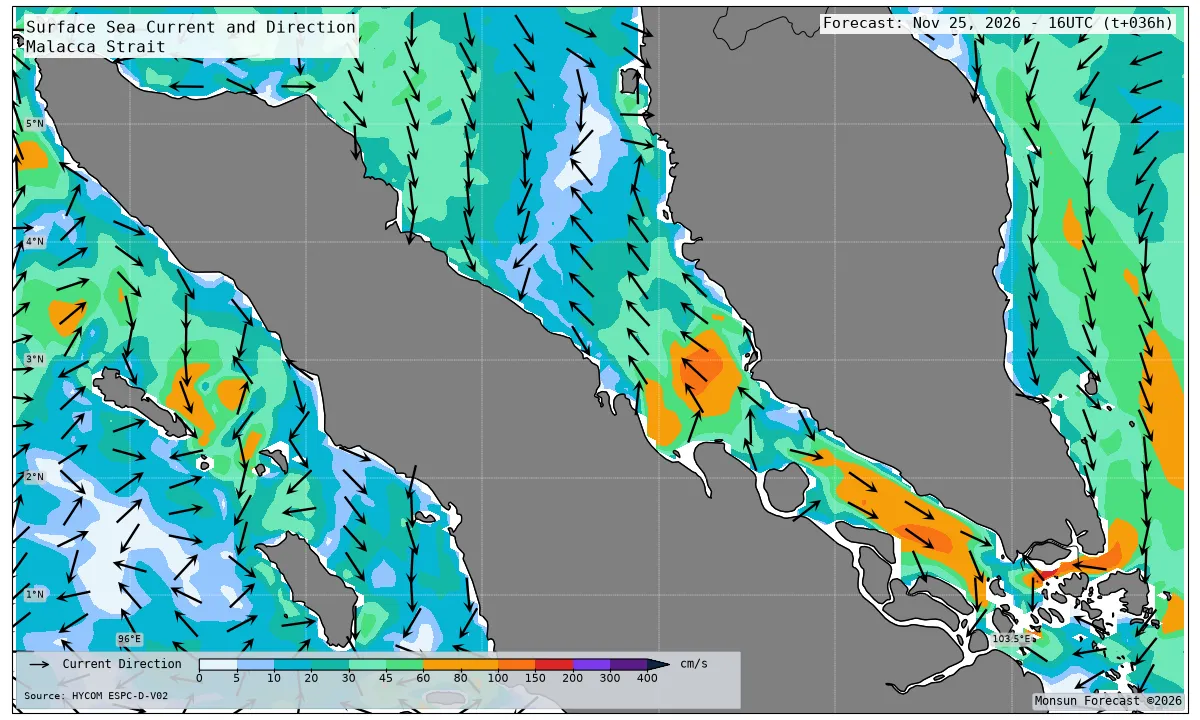 Surface Sea Current and Direction
Malacca Strait
Forecast: Nov 25, 2026 - 16UTC (t+036h)
5°N
4°N
3°N
2°N
1°N
96°E
103.5°E
Current Direction
0 5 10 20 30 45 60 80 100 150 200 300 400
cm/s
Source: HYCOM ESPC-D-V02
Monsun Forecast ©2026